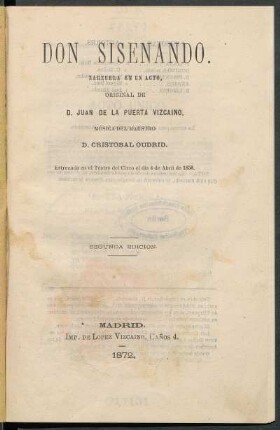 DON SISENANDO.
ZARZUELA EN UN ACTO,
ORIGINAL DE
D. JUAN DE LA PUERTA VIZCAINO,
MÚSICA DEL MAESTRO
D. CRISTOBAL OUDRID.
Estrenada en el Teatro del Circo el dia 4 de Abril de 1858.
SEGUNDA EDICION.
MADRID.
IMP. DE LOPEZ VIZCAINO, CAÑOS 4.
1872.